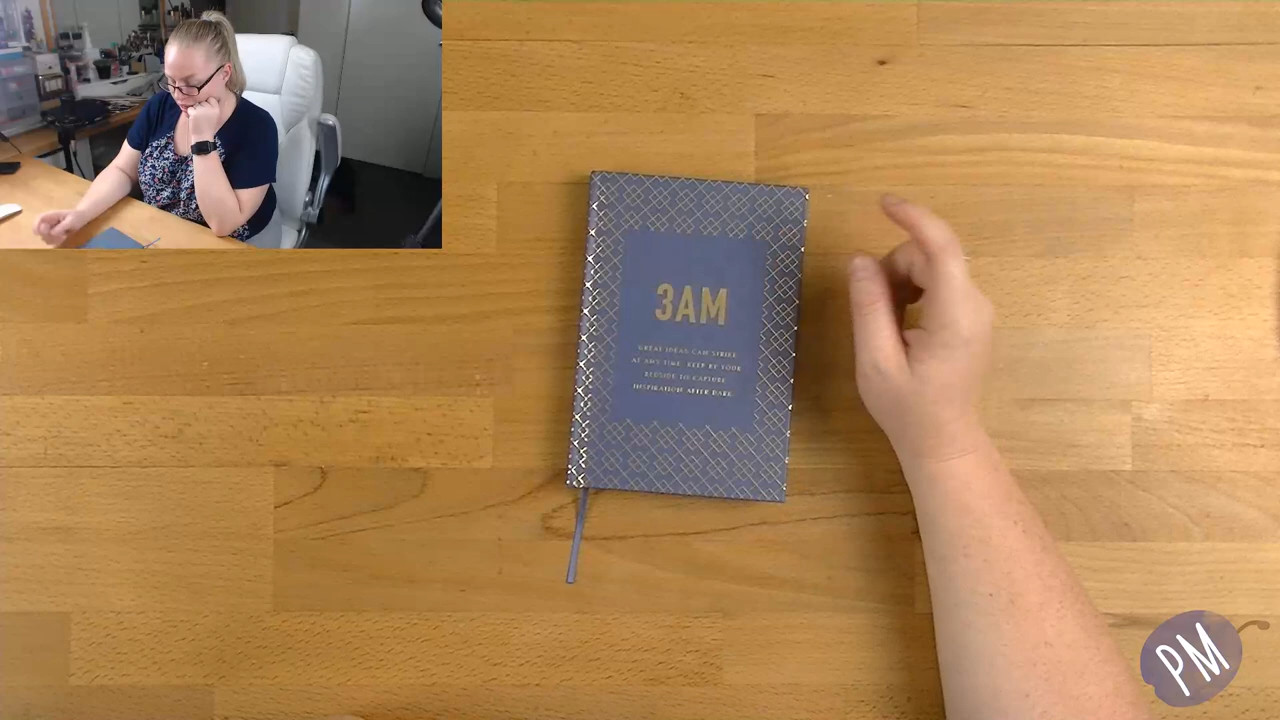 3AM
GREAT IDEAS CAN STRIKE
AT ANY TIME. KEEP BY YOUR
BEDSIDE TO CAPTURE
INSPIRATION AFTER DARK.
PM